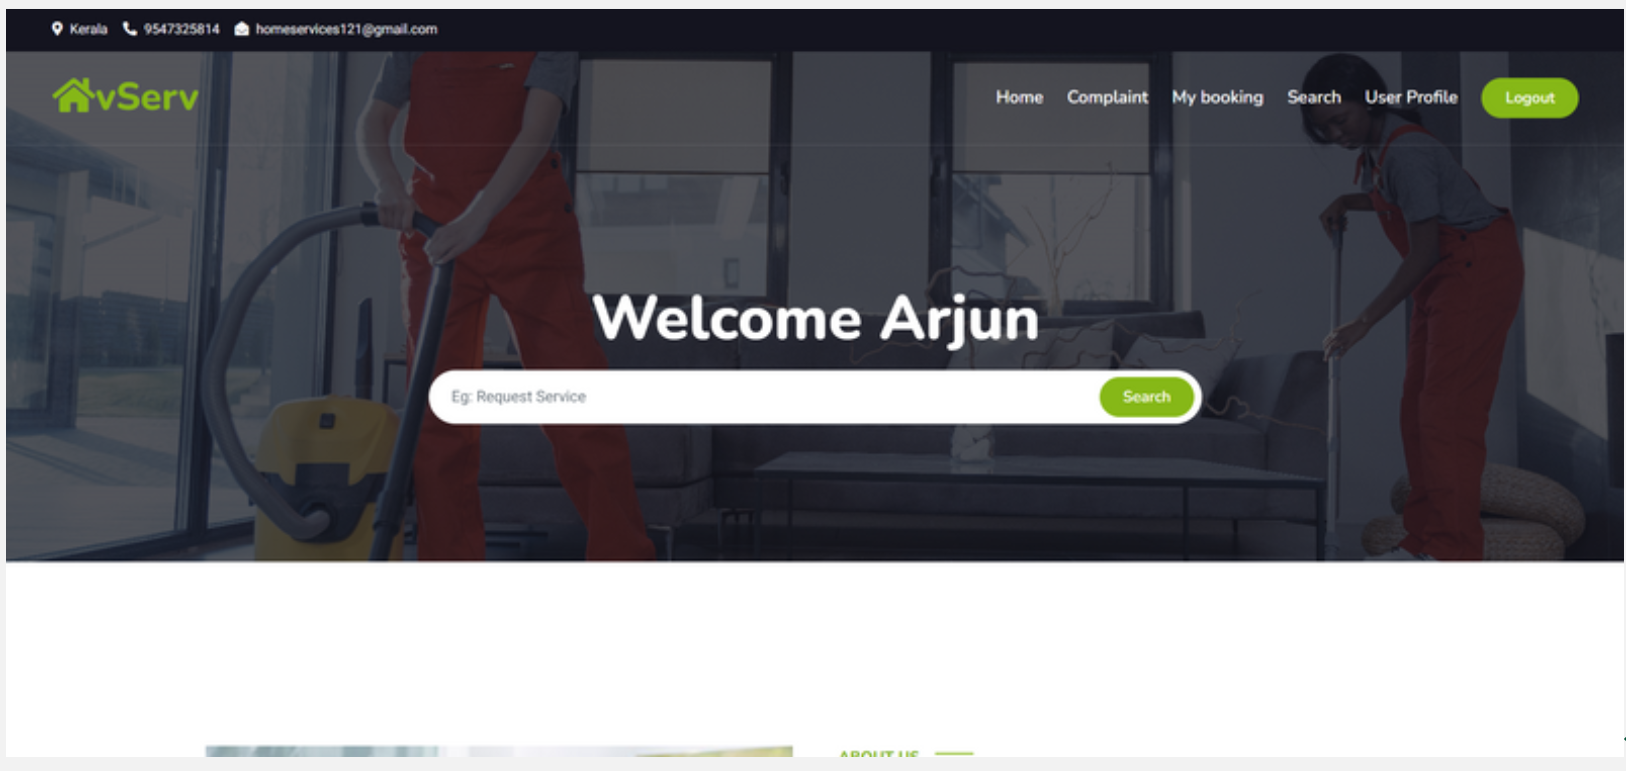 Kerala 9547325814 homeservices121@gmail.com
vServ Home Complaint My booking Search User Profile Logout
Welcome Arjun
Eg: Request Service Search
ABOUT US